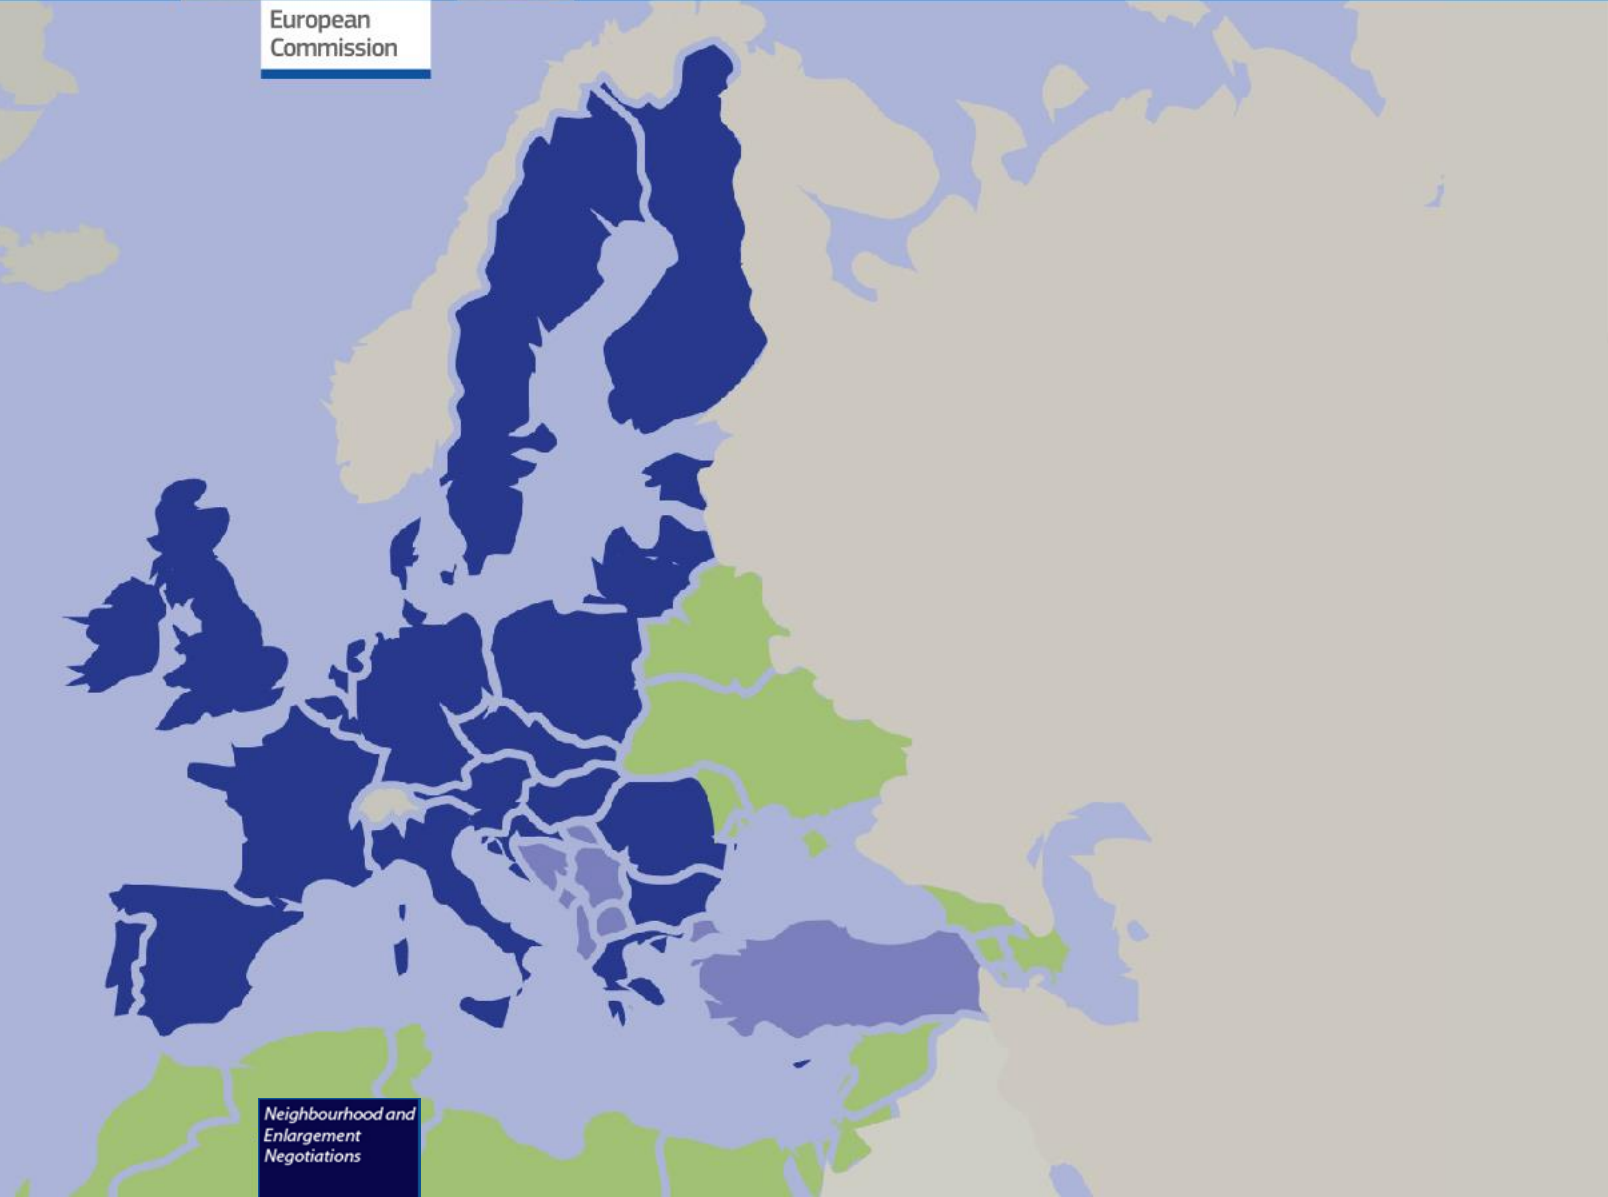 European
Commission
Neighbourhood and
Enlargement
Negotiations